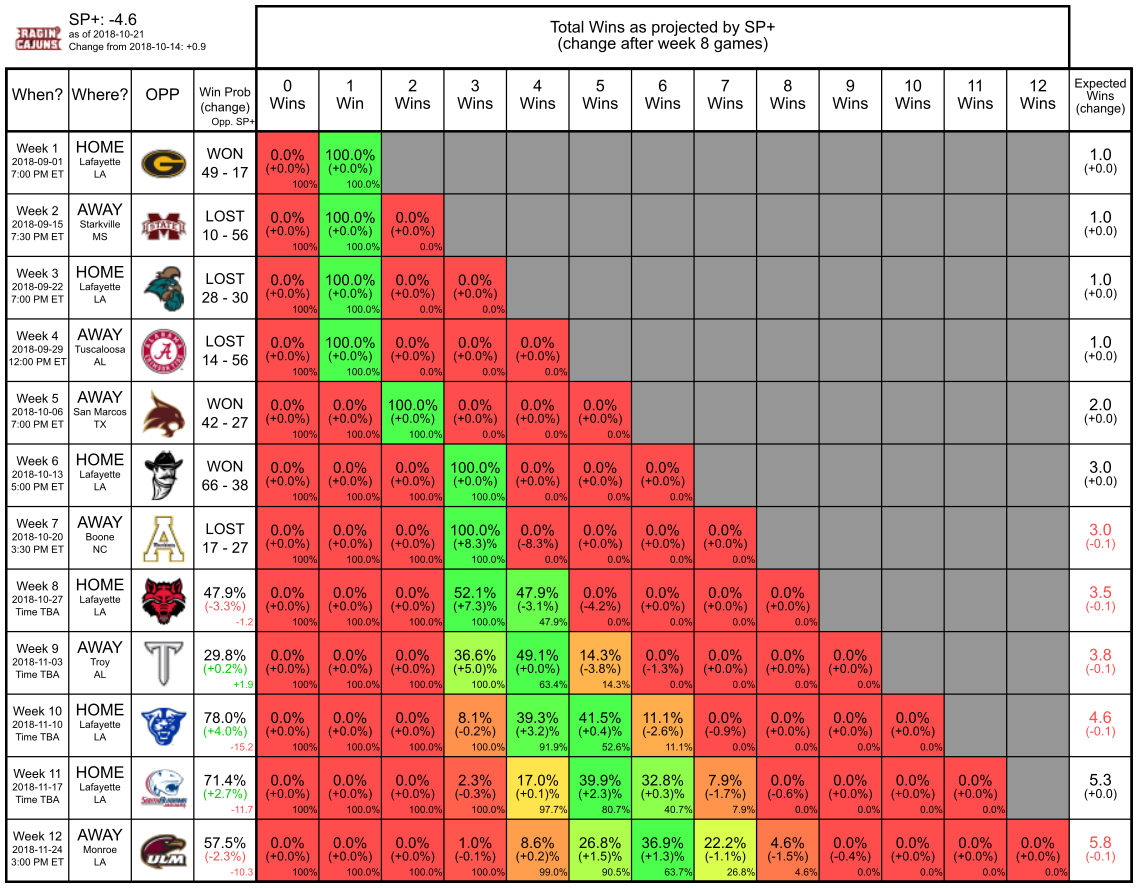 RAGIN'
CAJUNS
SP+: -4.6
as of 2018-10-21
Change from 2018-10-14: +0.9
Total Wins as projected by SP+
(change after week 8 games)
When? Where? OPP Win Prob (change) Opp. SP+ 0 Wins 1 Win 2 Wins 3 Wins 4 Wins 5 Wins 6 Wins 7 Wins 8 Wins 9 Wins 10 Wins 11 Wins 12 Wins Expected Wins (change)
Week 1 HOME G WON 0.0% 100.0% 1.0
2018-09-01 Lafayette 49 - 17 (+0.0%) (+0.0%) (+0.0)
7:00 PM ET LA 100% 100.0%
Week 2 AWAY STATE LOST 0.0% 100.0% 0.0% 1.0
2018-09-15 Starkville 10 - 56 (+0.0%) (+0.0%) (+0.0%) (+0.0)
7:30 PM ET MS 100% 100.0% 0.0%
Week 3 HOME LOST 0.0% 100.0% 0.0% 0.0% 1.0
2018-09-22 Lafayette 28 - 30 (+0.0%) (+0.0%) (+0.0%) (+0.0%) (+0.0)
7:00 PM ET LA 100% 100.0% 0.0% 0.0%
Week 4 AWAY ALABAMA A LOST 0.0% 100.0% 0.0% 0.0% 0.0% 1.0
2018-09-29 Tuscaloosa 14 - 56 (+0.0%) (+0.0%) (+0.0%) (+0.0%) (+0.0%) (+0.0)
12:00 PM ET AL 100% 100.0% 0.0% 0.0% 0.0%
Week 5 AWAY WON 0.0% 0.0% 100.0% 0.0% 0.0% 0.0% 2.0
2018-10-06 San Marcos 42 - 27 (+0.0%) (+0.0%) (+0.0%) (+0.0%) (+0.0%) (+0.0%) (+0.0)
7:00 PM ET TX 100% 100.0% 100.0% 0.0% 0.0% 0.0%
Week 6 HOME WON 0.0% 0.0% 0.0% 100.0% 0.0% 0.0% 0.0% 3.0
2018-10-13 Lafayette 66 - 38 (+0.0%) (+0.0%) (+0.0%) (+0.0%) (+0.0%) (+0.0%) (+0.0%) (+0.0)
5:00 PM ET LA 100% 100.0% 100.0% 100.0% 0.0% 0.0% 0.0%
Week 7 AWAY A LOST 0.0% 0.0% 0.0% 100.0% 0.0% 0.0% 0.0% 0.0% 3.0
2018-10-20 Boone 17 - 27 (+0.0%) (+0.0%) (+0.0%) (+8.3)% (-8.3%) (+0.0%) (+0.0%) (+0.0%) (-0.1)
3:30 PM ET NC 100% 100.0% 100.0% 100.0% 0.0% 0.0% 0.0% 0.0%
Week 8 HOME 47.9% 0.0% 0.0% 0.0% 52.1% 47.9% 0.0% 0.0% 0.0% 0.0% 3.5
2018-10-27 Lafayette (-3.3%) (+0.0%) (+0.0%) (+0.0%) (+7.3)% (-3.1%) (-4.2%) (+0.0%) (+0.0%) (+0.0%) (-0.1)
Time TBA LA -1.2 100% 100.0% 100.0% 100.0% 47.9% 0.0% 0.0% 0.0% 0.0%
Week 9 AWAY T 29.8% 0.0% 0.0% 0.0% 36.6% 49.1% 14.3% 0.0% 0.0% 0.0% 0.0% 3.8
2018-11-03 Troy (+0.2%) (+0.0%) (+0.0%) (+0.0%) (+5.0)% (+0.0%) (-3.8%) (-1.3%) (+0.0%) (+0.0%) (+0.0%) (-0.1)
Time TBA AL +1.9 100% 100.0% 100.0% 100.0% 63.4% 14.3% 0.0% 0.0% 0.0% 0.0%
Week 10 HOME 78.0% 0.0% 0.0% 0.0% 8.1% 39.3% 41.5% 11.1% 0.0% 0.0% 0.0% 0.0% 4.6
2018-11-10 Lafayette (+4.0%) (+0.0%) (+0.0%) (+0.0%) (-0.2%) (+3.2)% (+0.4)% (-2.6%) (-0.9%) (+0.0%) (+0.0%) (+0.0%) (-0.1)
Time TBA LA -15.2 100% 100.0% 100.0% 100.0% 91.9% 52.6% 11.1% 0.0% 0.0% 0.0% 0.0%
Week 11 HOME 71.4% 0.0% 0.0% 0.0% 2.3% 17.0% 39.9% 32.8% 7.9% 0.0% 0.0% 0.0% 0.0% 5.3
2018-11-17 Lafayette (+2.7%) (+0.0%) (+0.0%) (+0.0%) (-0.3%) (+0.1)% (+2.3)% (+0.3)% (-1.7%) (-0.6%) (+0.0%) (+0.0%) (+0.0%) (+0.0)
Time TBA LA -11.7 100% 100.0% 100.0% 100.0% 97.7% 80.7% 40.7% 7.9% 0.0% 0.0% 0.0% 0.0%
Week 12 AWAY ULM 57.5% 0.0% 0.0% 0.0% 1.0% 8.6% 26.8% 36.9% 22.2% 4.6% 0.0% 0.0% 0.0% 0.0% 5.8
2018-11-24 Monroe (-2.3%) (+0.0%) (+0.0%) (+0.0%) (-0.1%) (+0.2)% (+1.5)% (+1.3)% (-1.1%) (-1.5%) (-0.4%) (+0.0%) (+0.0%) (+0.0%) (-0.1)
3:00 PM ET LA -10.3 100% 100.0% 100.0% 100.0% 99.0% 90.5% 63.7% 26.8% 4.6% 0.0% 0.0% 0.0% 0.0%